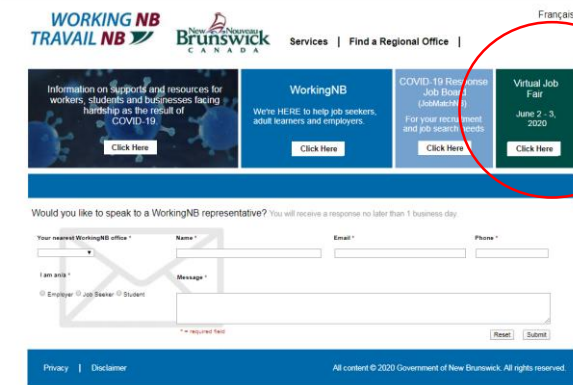 Français
WORKING NB
TRAVAIL NB
New Nouveau
Brunswick
CANADA
Services | Find a Regional Office |
Information on supports and resources for
workers, students and businesses facing
hardship as the result of
COVID-19.
Click Here
WorkingNB
We're HERE to help job seekers,
adult learners and employers.
Click Here
COVID-19 Response
Job Board
(JobMatchNB)
For your recruitment
and job search needs
Click Here
Virtual Job
Fair
June 2 - 3,
2020
Click Here
Would you like to speak to a WorkingNB representative? You will receive a response no later than 1 business day.
Your nearest WorkingNB office *
Name *
Email *
Phone *
I am an/a *
Employer Job Seeker Student
Message *
* = required field
Reset Submit
Privacy | Disclaimer
All content © 2020 Government of New Brunswick. All rights reserved.